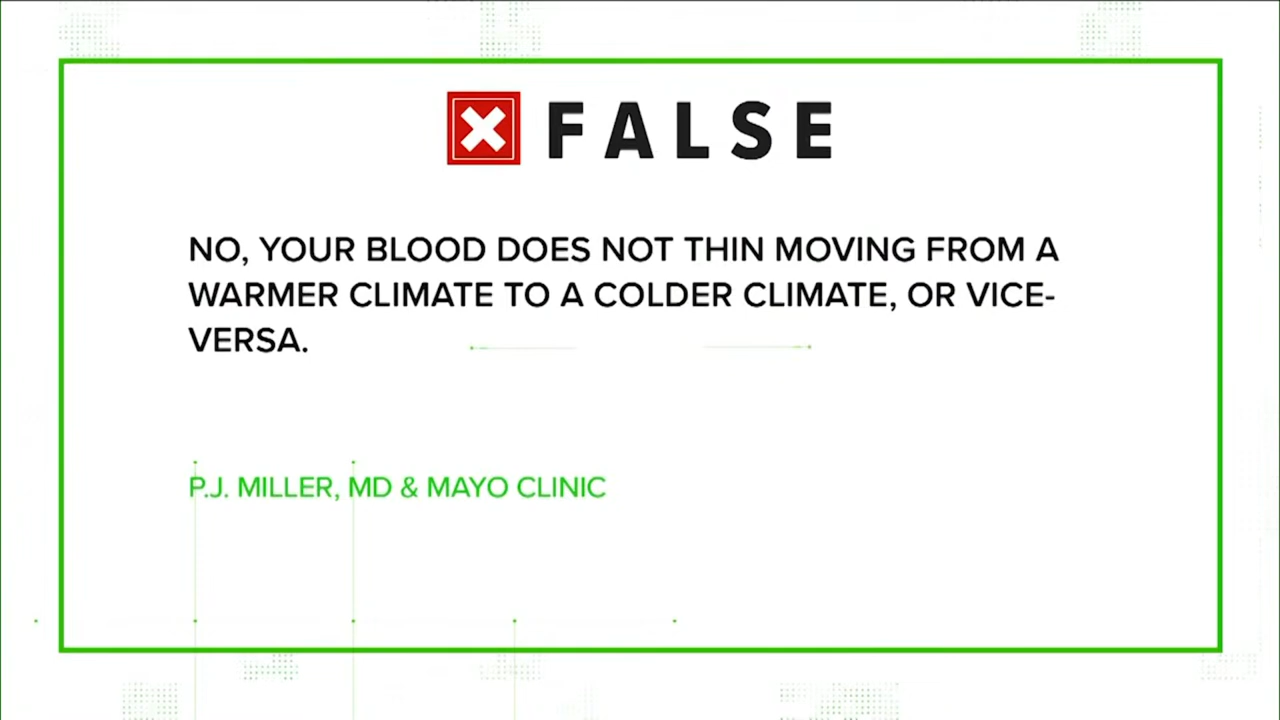 FALSE
NO, YOUR BLOOD DOES NOT THIN MOVING FROM A
WARMER CLIMATE TO A COLDER CLIMATE, OR VICE-
VERSA.
P.J. MILLER, MD & MAYO CLINIC